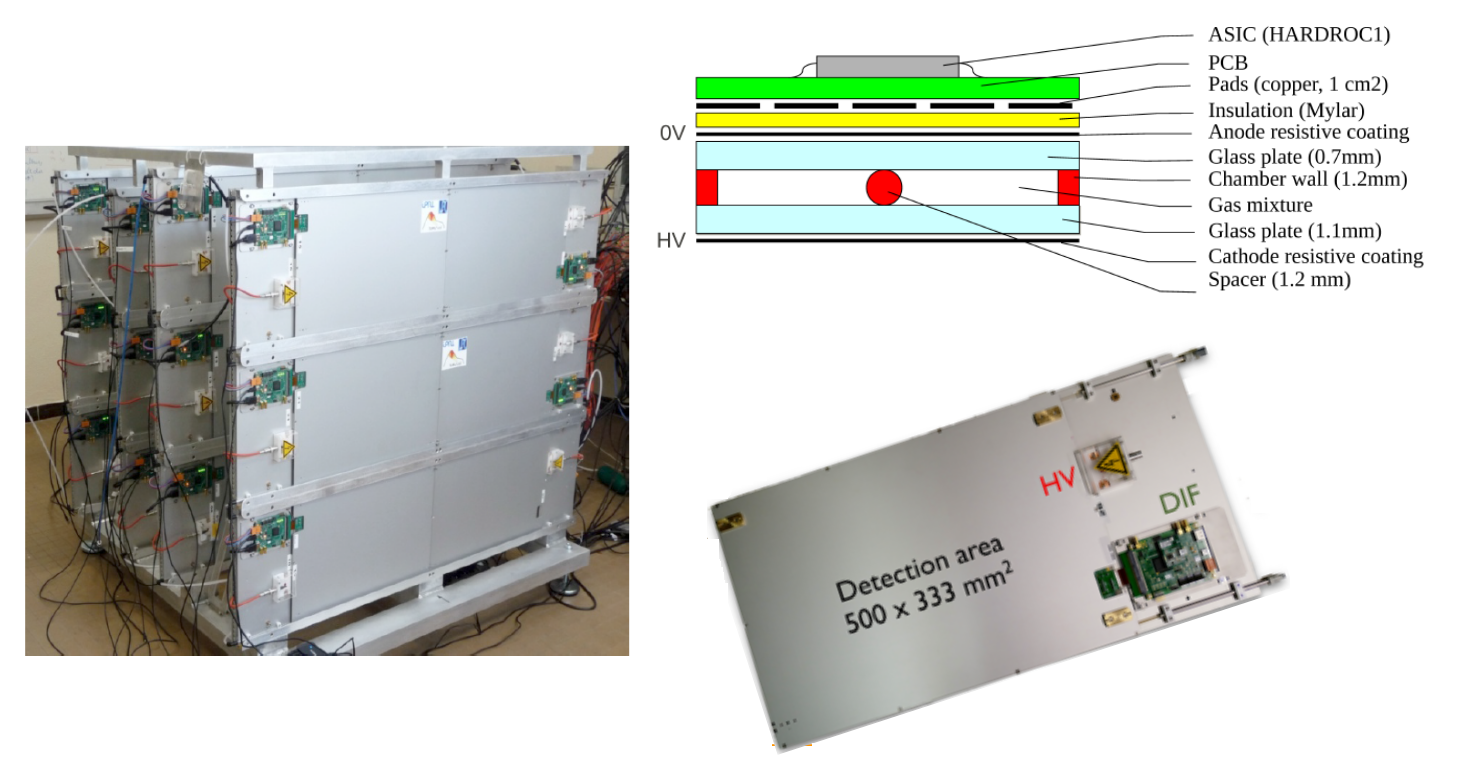 ASIC (HARDROC1)
PCB
Pads (copper, 1 cm2)
Insulation (Mylar)
0V
Anode resistive coating
Glass plate (0.7mm)
Chamber wall (1.2mm)
Gas mixture
Glass plate (1.1mm)
HV
Cathode resistive coating
Spacer (1.2 mm)
HV
DIF
Detection area
500 x 333 mm²